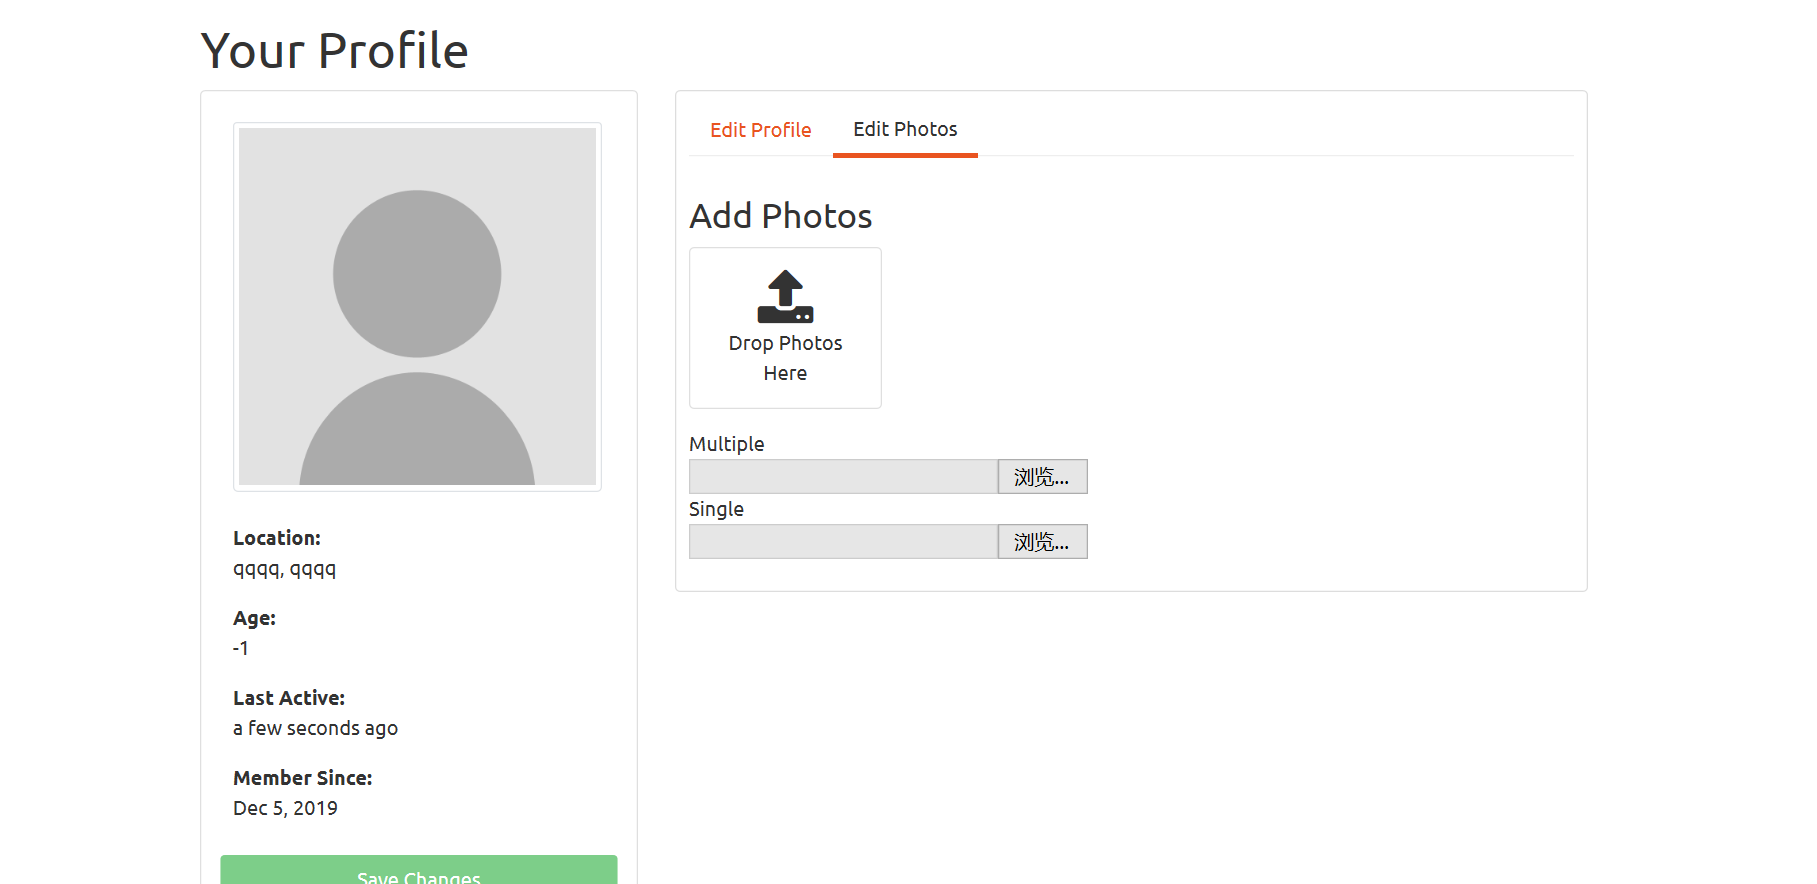 Your Profile
Location:
qqqq, qqqq
Age:
-1
Last Active:
a few seconds ago
Member Since:
Dec 5, 2019
Save Changes
Edit Profile
Edit Photos
Add Photos
Drop Photos
Here
Multiple
浏览...
Single
浏览...